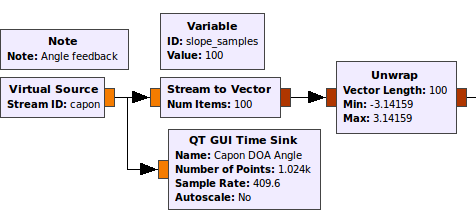 Note
Note: Angle feedback
Variable
ID: slope_samples
Value: 100
Virtual Source
Stream ID: capon
Stream to Vector
Num Items: 100
Unwrap
Vector Length: 100
Min: -3.14159
Max: 3.14159
QT GUI Time Sink
Name: Capon DOA Angle
Number of Points: 1.024k
Sample Rate: 409.6
Autoscale: No